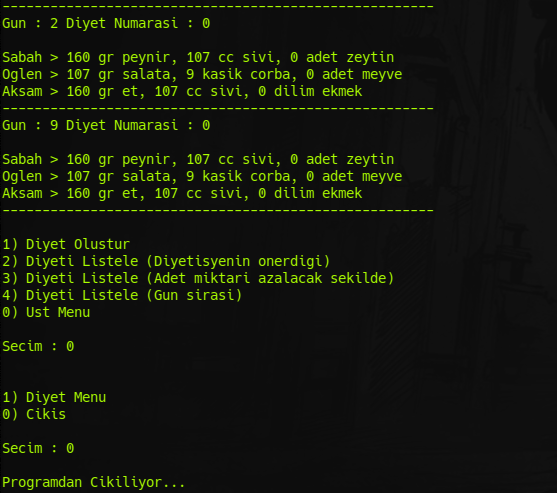 ------------------------------------------------------
Gun : 2 Diyet Numarasi : 0
Sabah > 160 gr peynir, 107 cc sivi, 0 adet zeytin
Oglen > 107 gr salata, 9 kasik corba, 0 adet meyve
Aksam > 160 gr et, 107 cc sivi, 0 dilim ekmek
------------------------------------------------------
Gun : 9 Diyet Numarasi : 0
Sabah > 160 gr peynir, 107 cc sivi, 0 adet zeytin
Oglen > 107 gr salata, 9 kasik corba, 0 adet meyve
Aksam > 160 gr et, 107 cc sivi, 0 dilim ekmek
------------------------------------------------------
1) Diyet Olustur
2) Diyeti Listele (Diyetisyenin onerdigi)
3) Diyeti Listele (Adet miktari azalacak sekilde)
4) Diyeti Listele (Gun sirasi)
0) Ust Menu
Secim : 0
1) Diyet Menu
0) Cikis
Secim : 0
Programdan Cikiliyor...